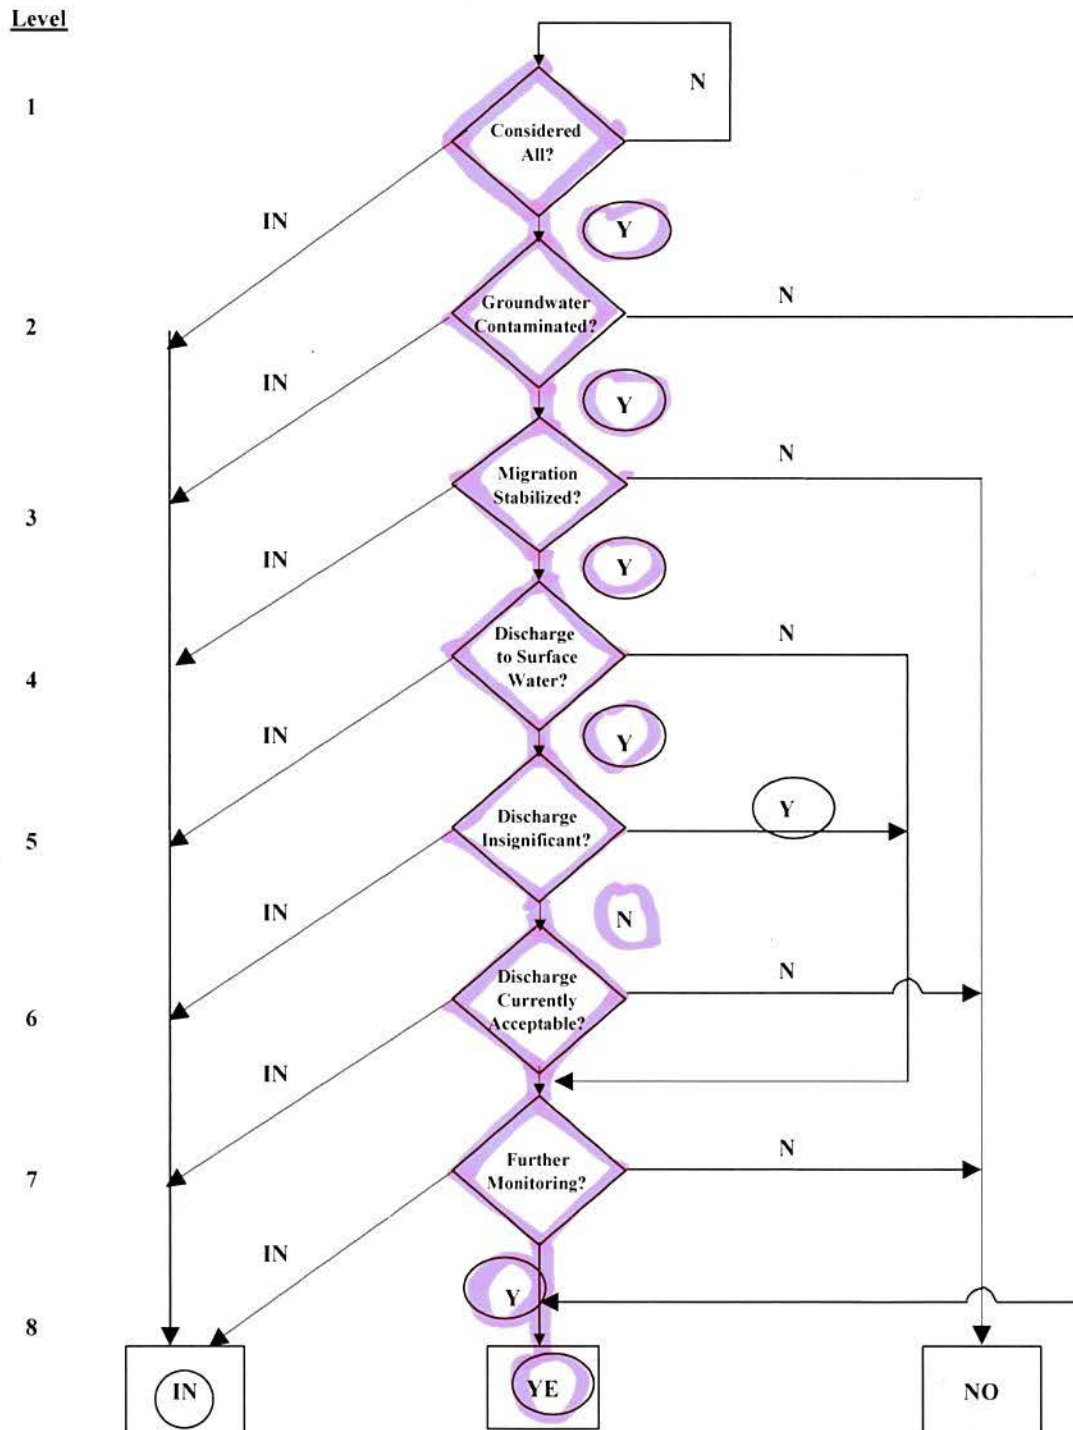 Level
N
1
Considered
All?
IN
Y
Groundwater
Contaminated?
N
2
IN
Y
Migration
Stabilized?
N
3
IN
Y
Discharge
to Surface
Water?
N
4
IN
Y
Y
Discharge
Insignificant?
5
IN
N
Discharge
Currently
Acceptable?
N
6
IN
Further
Monitoring?
N
7
IN
Y
8
IN
YE
NO